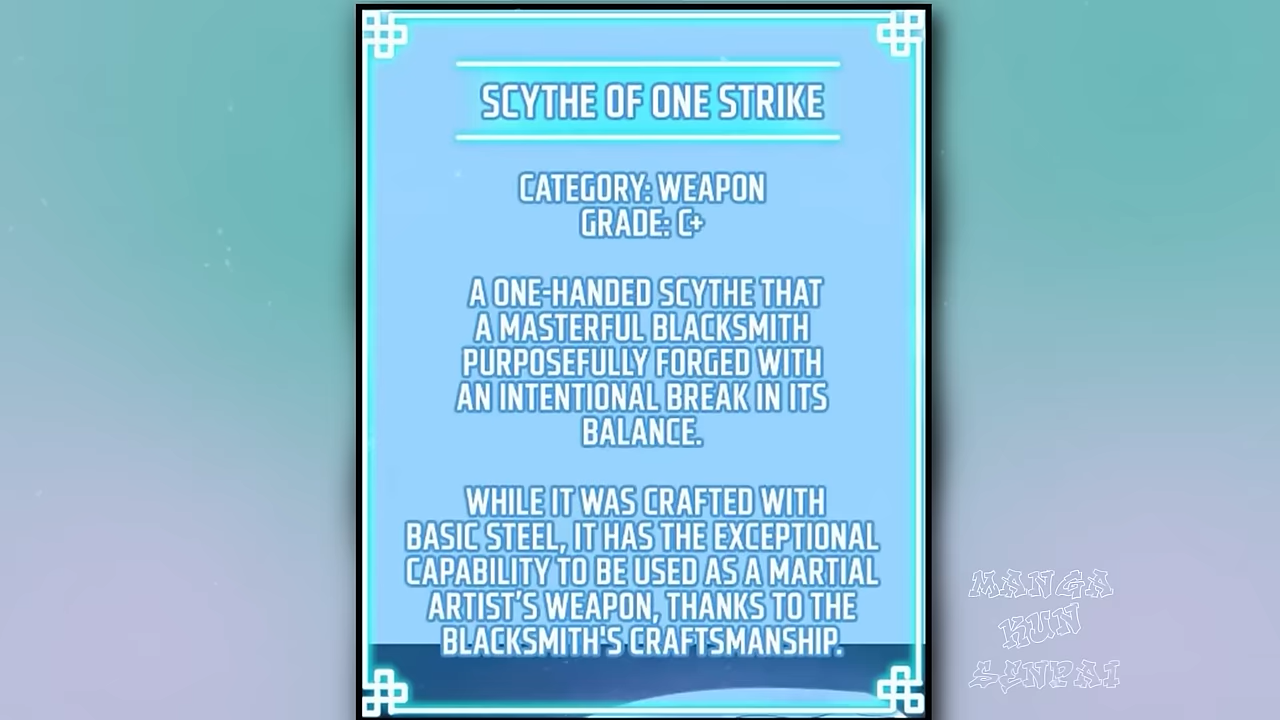 SCYTHE OF ONE STRIKE
CATEGORY: WEAPON
GRADE: C+
A ONE-HANDED SCYTHE THAT
A MASTERFUL BLACKSMITH
PURPOSEFULLY FORGED WITH
AN INTENTIONAL BREAK IN ITS
BALANCE.
WHILE IT WAS CRAFTED WITH
BASIC STEEL, IT HAS THE EXCEPTIONAL
CAPABILITY TO BE USED AS A MARTIAL
ARTIST'S WEAPON, THANKS TO THE
BLACKSMITH'S CRAFTSMANSHIP.
MANGA
KUN
SENPAI